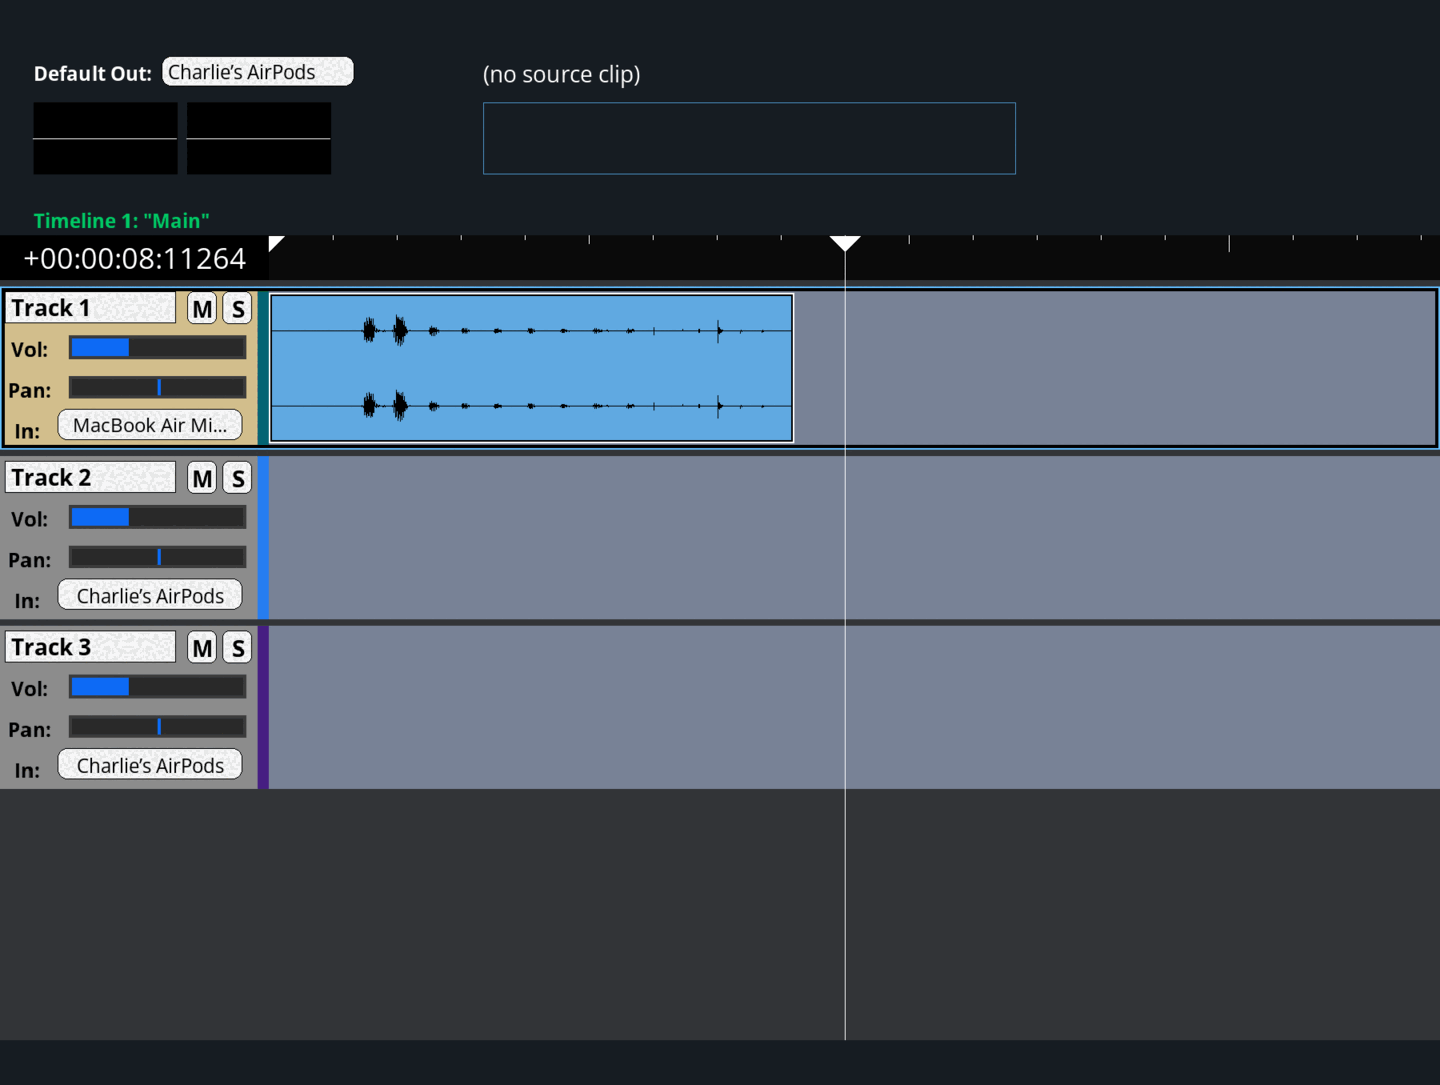 Default Out: Charlie’s AirPods
(no source clip)
Timeline 1: "Main"
+00:00:08:11264
Track 1 M S
Vol:
Pan:
In: MacBook Air Mi...
Track 2 M S
Vol:
Pan:
In: Charlie’s AirPods
Track 3 M S
Vol:
Pan:
In: Charlie’s AirPods